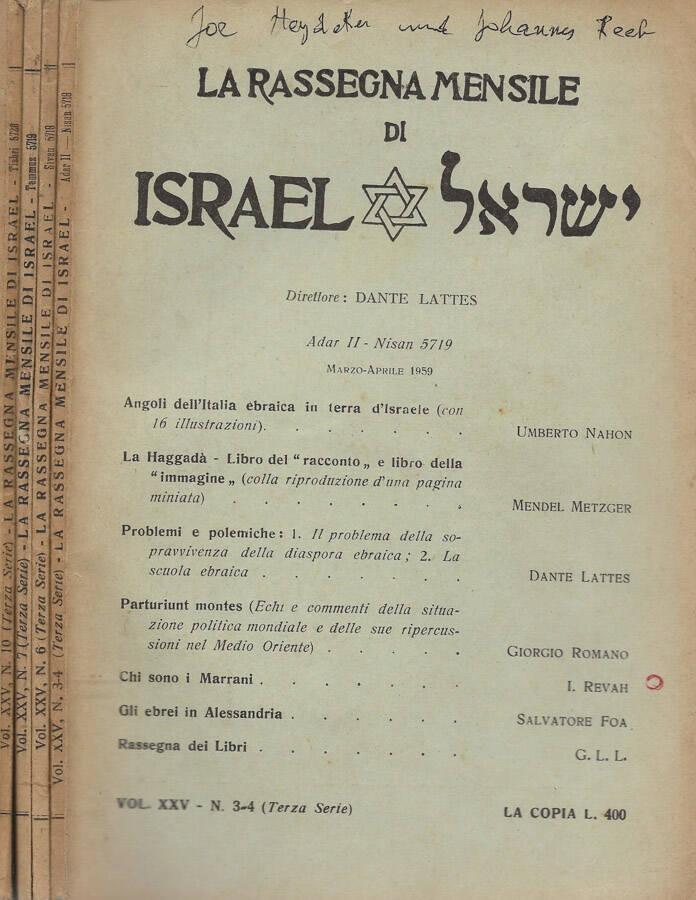 Joe Heydeker und Johannes Reeb
LA RASSEGNA MENSILE
DI
ISRAEL ישראל
Direttore: DANTE LATTES
Adar II - Nisan 5719
MARZO-APRILE 1959
Angoli dell'Italia ebraica in terra d'Israele (con
16 illustrazioni). . . . . . . UMBERTO NAHON
La Haggadà - Libro del "racconto„ e libro della
"immagine„ (colla riproduzione d'una pagina
miniata) . . . . . . . MENDEL METZGER
Problemi e polemiche: 1. Il problema della so-
pravvivenza della diaspora ebraica; 2. La
scuola ebraica . . . . . . DANTE LATTES
Parturiunt montes (Echi e commenti della situa-
zione politica mondiale e delle sue ripercus-
sioni nel Medio Oriente) . . . . . GIORGIO ROMANO
Chi sono i Marrani . . . . . . . I. REVAH
Gli ebrei in Alessandria . . . . . . SALVATORE FOA
Rassegna dei Libri . . . . . . . G. L. L.
VOL. XXV - N. 3-4 (Terza Serie) LA COPIA L. 400
Vol. XXV, N. 10 (Terza Serie) - LA RASSEGNA MENSILE DI ISRAEL - Tishri 5720
Vol. XXV, N. 7 (Terza Serie) - LA RASSEGNA MENSILE DI ISRAEL - Tammuz 5719
Vol. XXV, N. 6 (Terza Serie) - LA RASSEGNA MENSILE DI ISRAEL - Sivan 5719
Vol. XXV, N. 3-4 (Terza Serie) - LA RASSEGNA MENSILE DI ISRAEL - Adar II — Nisan 5719